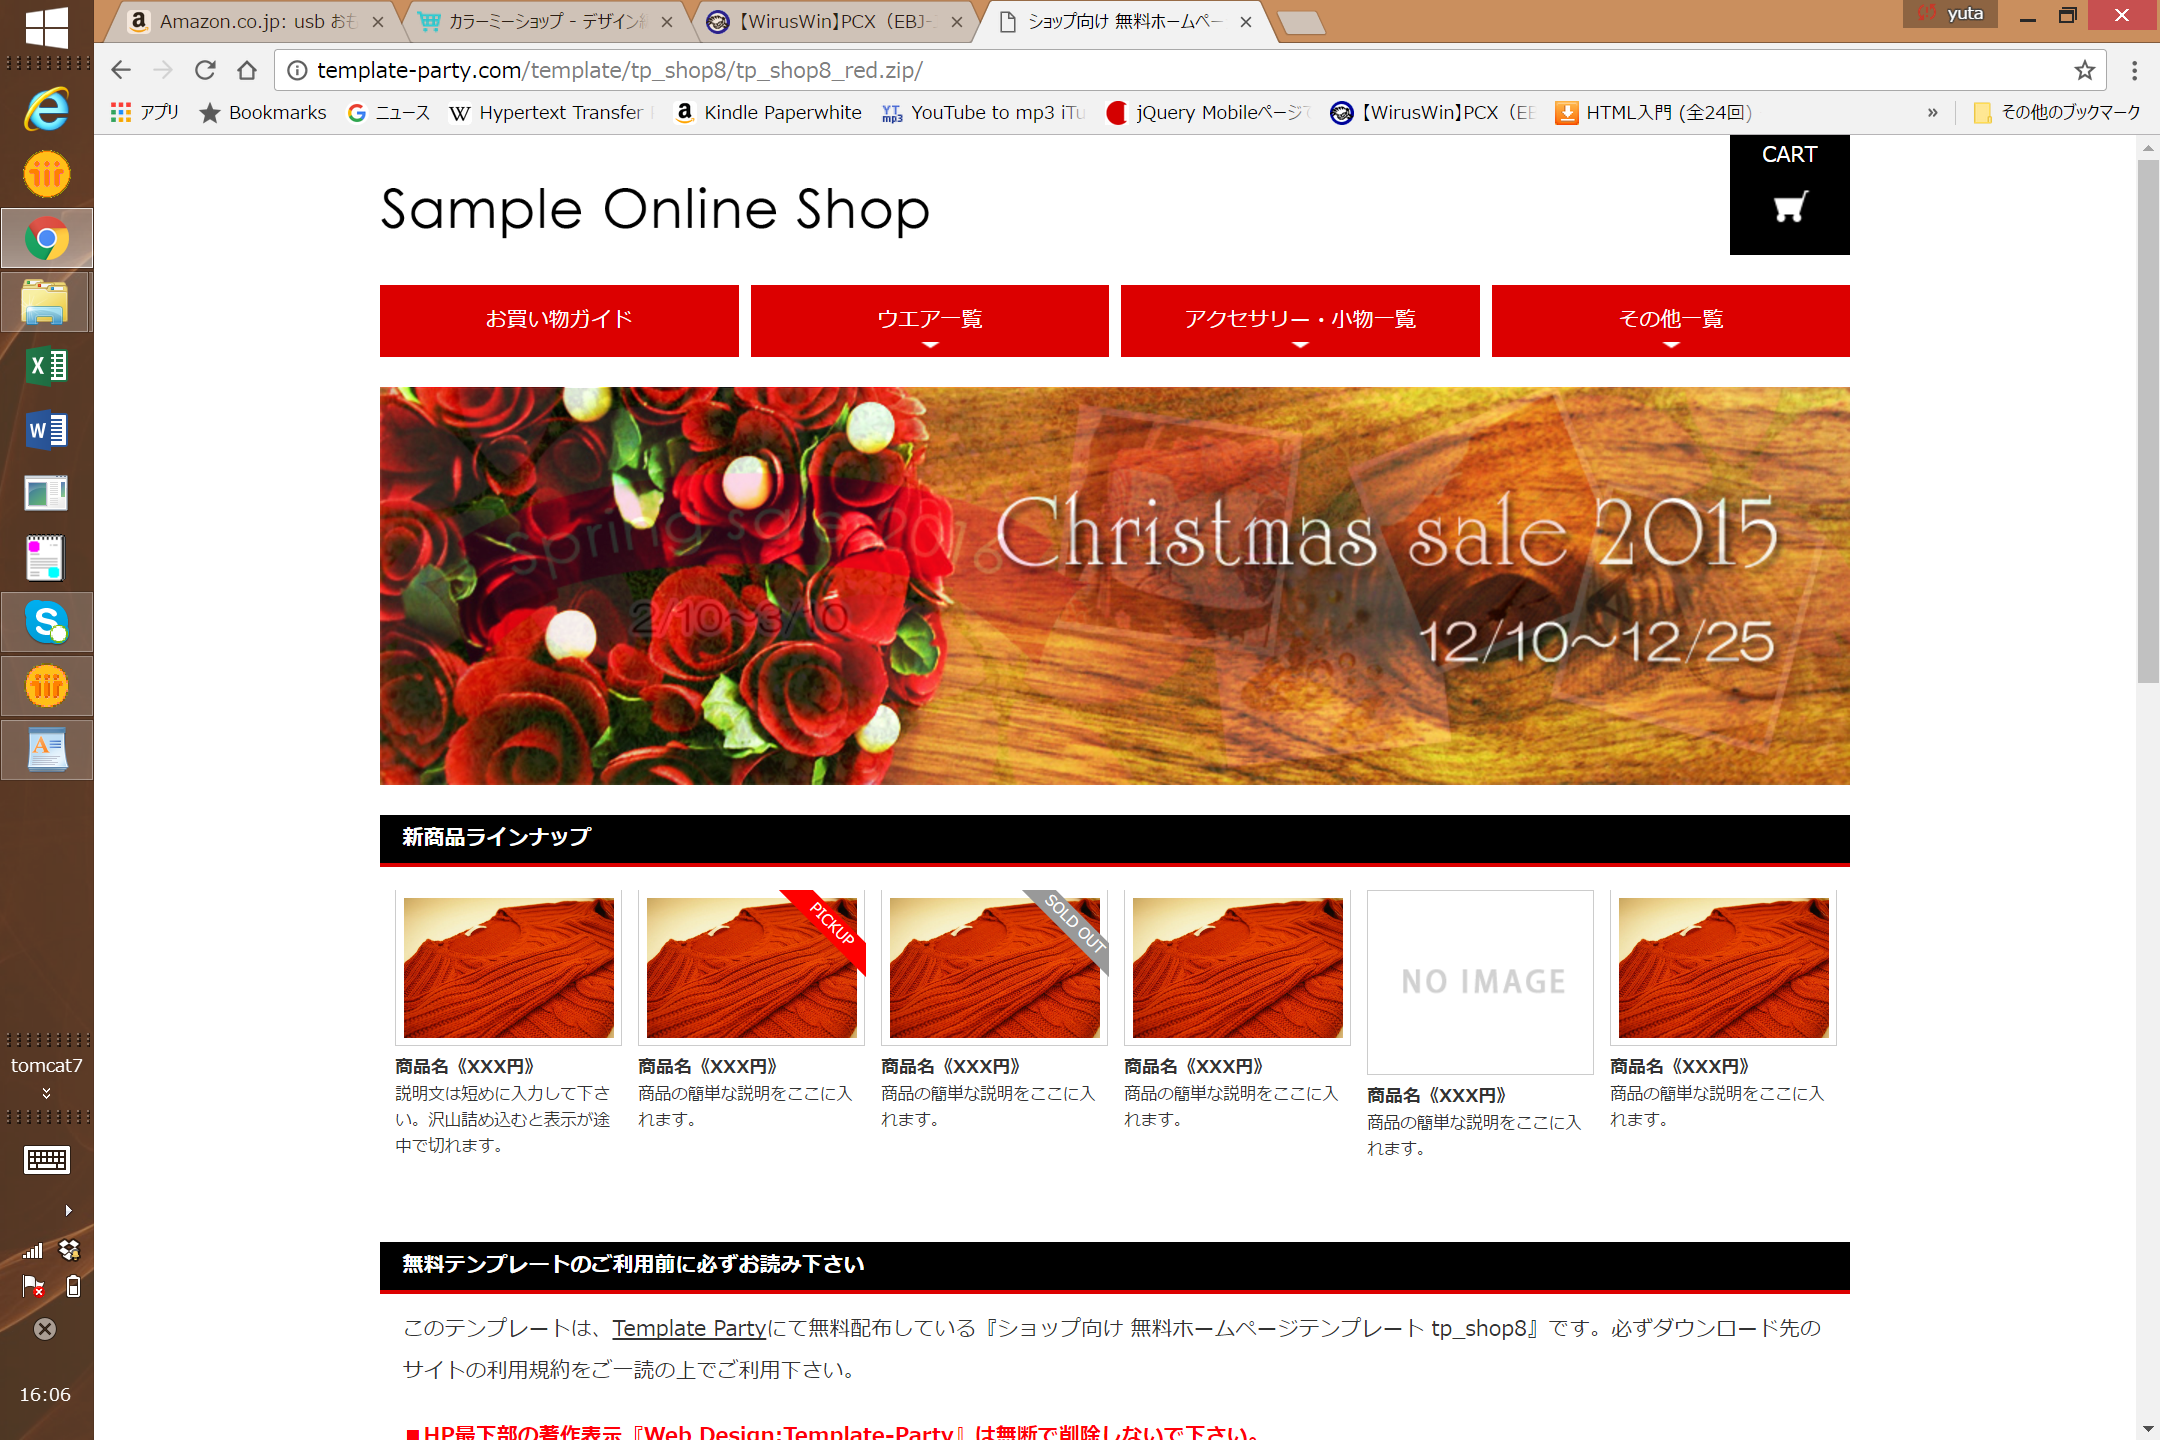 Amazon.co.jp: usb おも
カラーミーショップ - デザイン
【WirusWin】PCX（EBJ-
ショップ向け 無料ホームペー
yuta
template-party.com/template/tp_shop8/tp_shop8_red.zip/
アプリ
Bookmarks
ニュース
Hypertext Transfer
Kindle Paperwhite
YouTube to mp3 iTu
jQuery Mobileページ
【WirusWin】PCX（EE
HTML入門 (全24回)
»
その他のブックマーク
CART
Sample Online Shop
お買い物ガイド
ウエア一覧
アクセサリー・小物一覧
その他一覧
Christmas sale 2015
12/10～12/25
spring sale 2016
2/10～3/10
新商品ラインナップ
PICKUP
SOLD OUT
NO IMAGE
商品名《XXX円》
説明文は短めに入力して下さ
い。沢山詰め込むと表示が途
中で切れます。
商品名《XXX円》
商品の簡単な説明をここに入
れます。
商品名《XXX円》
商品の簡単な説明をここに入
れます。
商品名《XXX円》
商品の簡単な説明をここに入
れます。
商品名《XXX円》
商品の簡単な説明をここに入
れます。
商品名《XXX円》
商品の簡単な説明をここに入
れます。
無料テンプレートのご利用前に必ずお読み下さい
このテンプレートは、Template Partyにて無料配布している『ショップ向け 無料ホームページテンプレート tp_shop8』です。必ずダウンロード先の
サイトの利用規約をご一読の上でご利用下さい。
■HP最下部の著作表示『Web Design:Template-Party』は無断で削除しないで下さい。
tomcat7
16:06